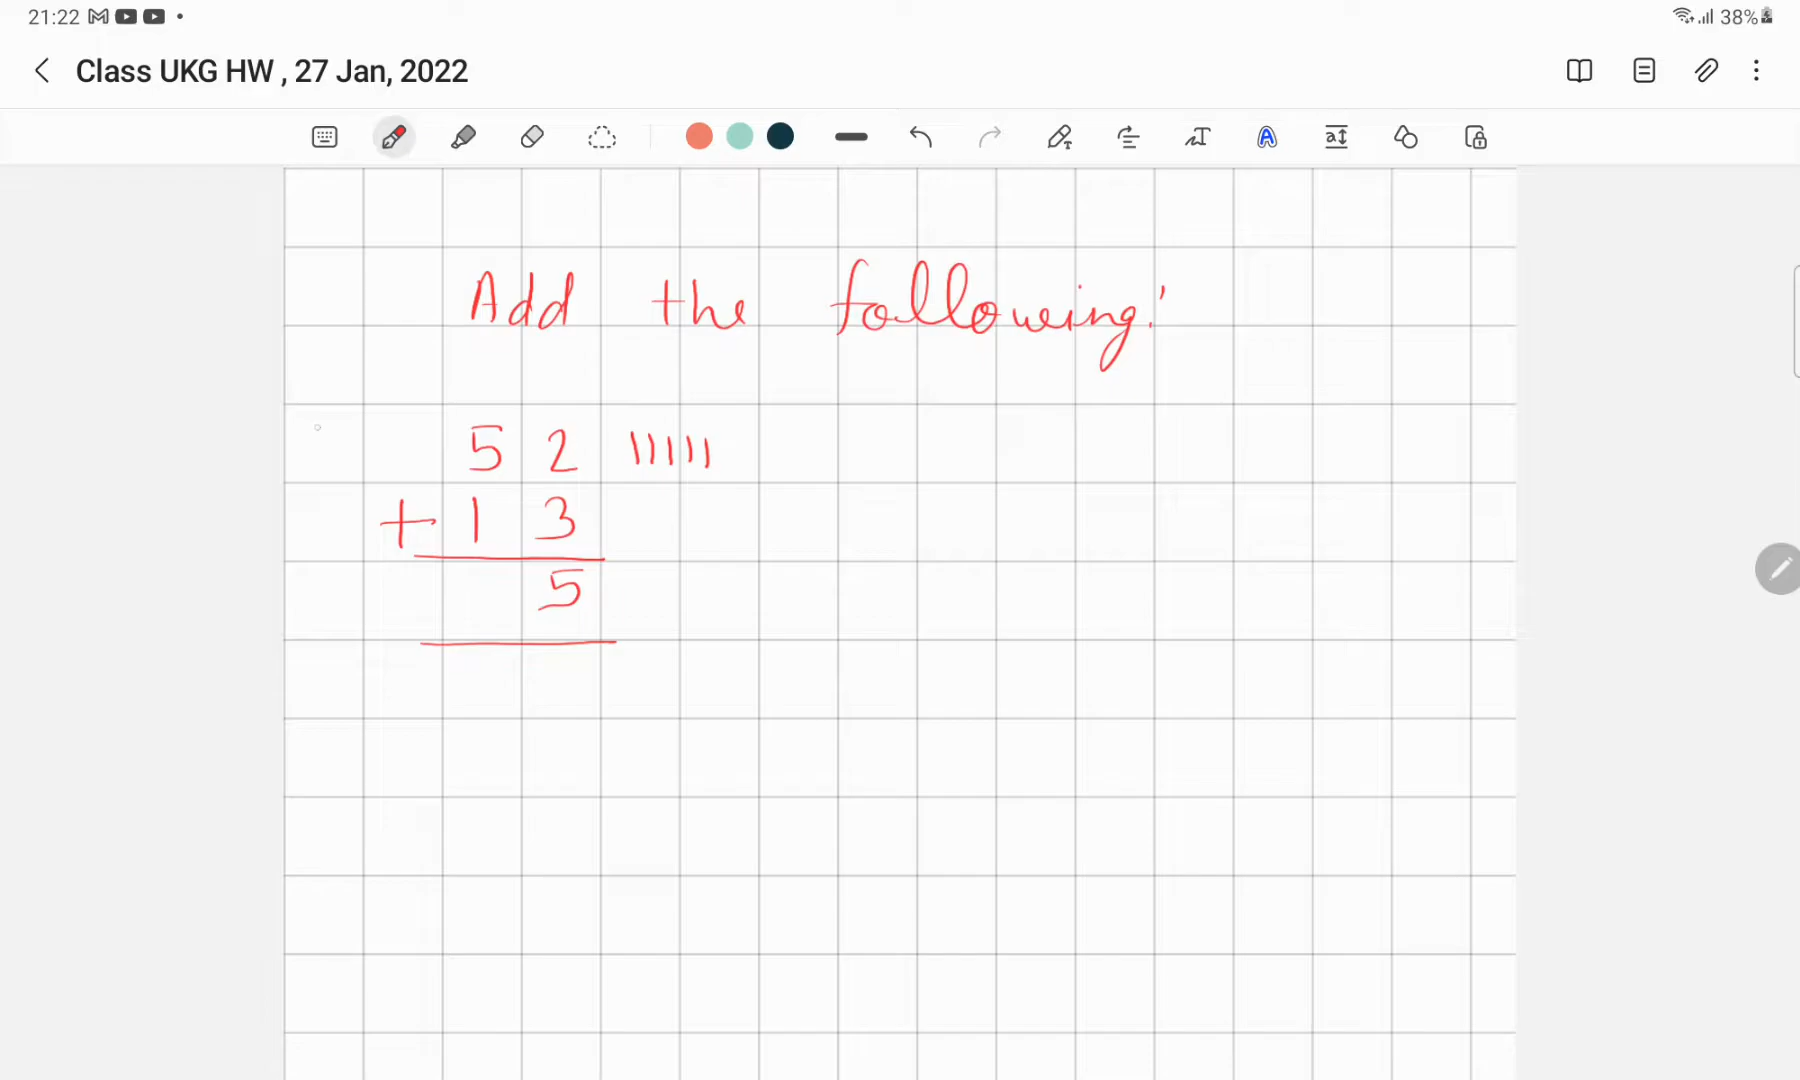 21:22
38%
Class UKG HW , 27 Jan, 2022
Add the following:
5 2 |||||
+ 1 3
5